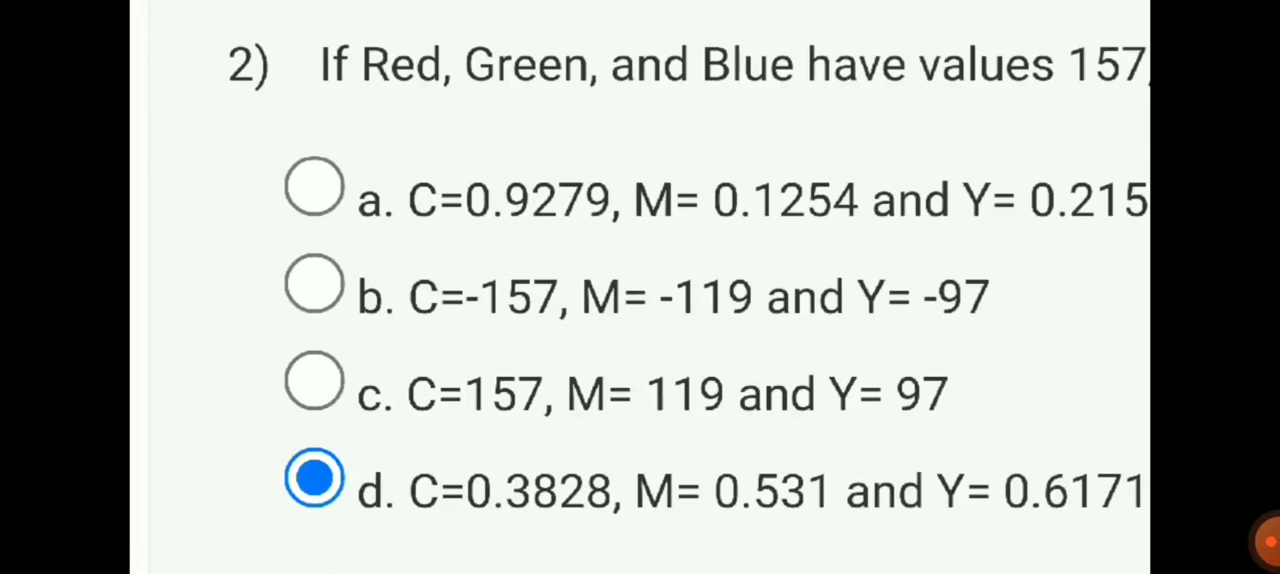 2) If Red, Green, and Blue have values 157,
a. C=0.9279, M= 0.1254 and Y= 0.215
b. C=-157, M= -119 and Y= -97
c. C=157, M= 119 and Y= 97
d. C=0.3828, M= 0.531 and Y= 0.6171